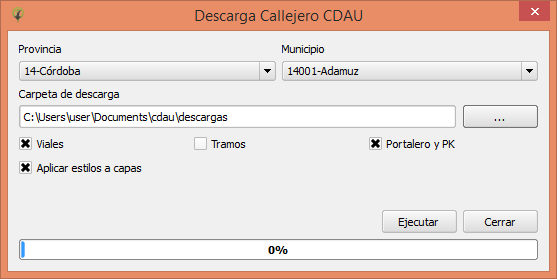 Descarga Callejero CDAU
Provincia Municipio
14-Córdoba 14001-Adamuz
Carpeta de descarga
C:\Users\user\Documents\cdau\descargas ...
Viales Tramos Portalero y PK
Aplicar estilos a capas
Ejecutar Cerrar
0%